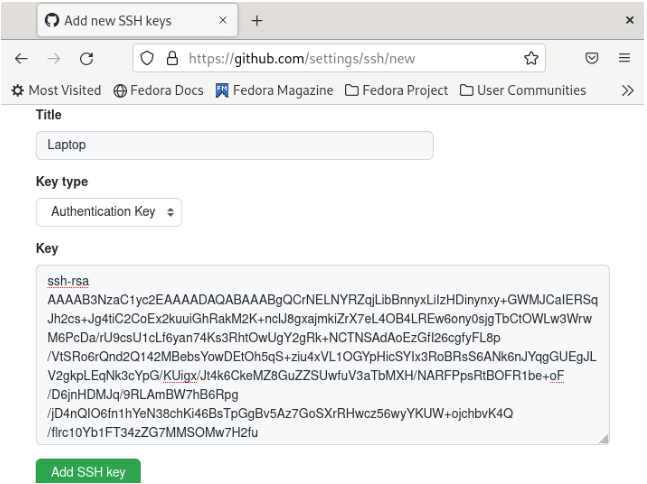 Add new SSH keys
https://github.com/settings/ssh/new
Most Visited Fedora Docs Fedora Magazine Fedora Project User Communities
Title
Laptop
Key type
Authentication Key
Key
ssh-rsa
AAAAB3NzaC1yc2EAAAADAQABAAABgQCrNELNYRZqjLibBnnyxLiIzHDinynxy+GWMJCaIERSq
Jh2cs+Jg4tiC2CoEx2kuuiGhRakM2K+nclJ8gxajmkiZrX7eL4OB4LREw6ony0sjgTbCtOWLw3Wrw
M6PcDa/rU9csU1cLf6yan74Ks3RhtOwUgY2gRk+NCTNSAdAoEzGfI26cgfyFL8p
/VtSRo6rQnd2Q142MBebsYowDEtOh5qS+ziu4xVL1OGYpHicSYIx3RoBRsS6ANk6nJYqgGUEgJL
V2gkpLEqNk3cYpG/KUigx/Jt4k6CkeMZ8GuZZSUwfuV3aTbMXH/NARFPpsRtBOFR1be+oF
/D6jnHDMJq/9RLAmBW7hB6Rpg
/jD4nQIO6fn1hYeN38chKi46BsTpGgBv5Az7GoSXrRHwcz56wyYKUW+ojchbvK4Q
/flrc10Yb1FT34zZG7MMSOMw7H2fu
Add SSH key